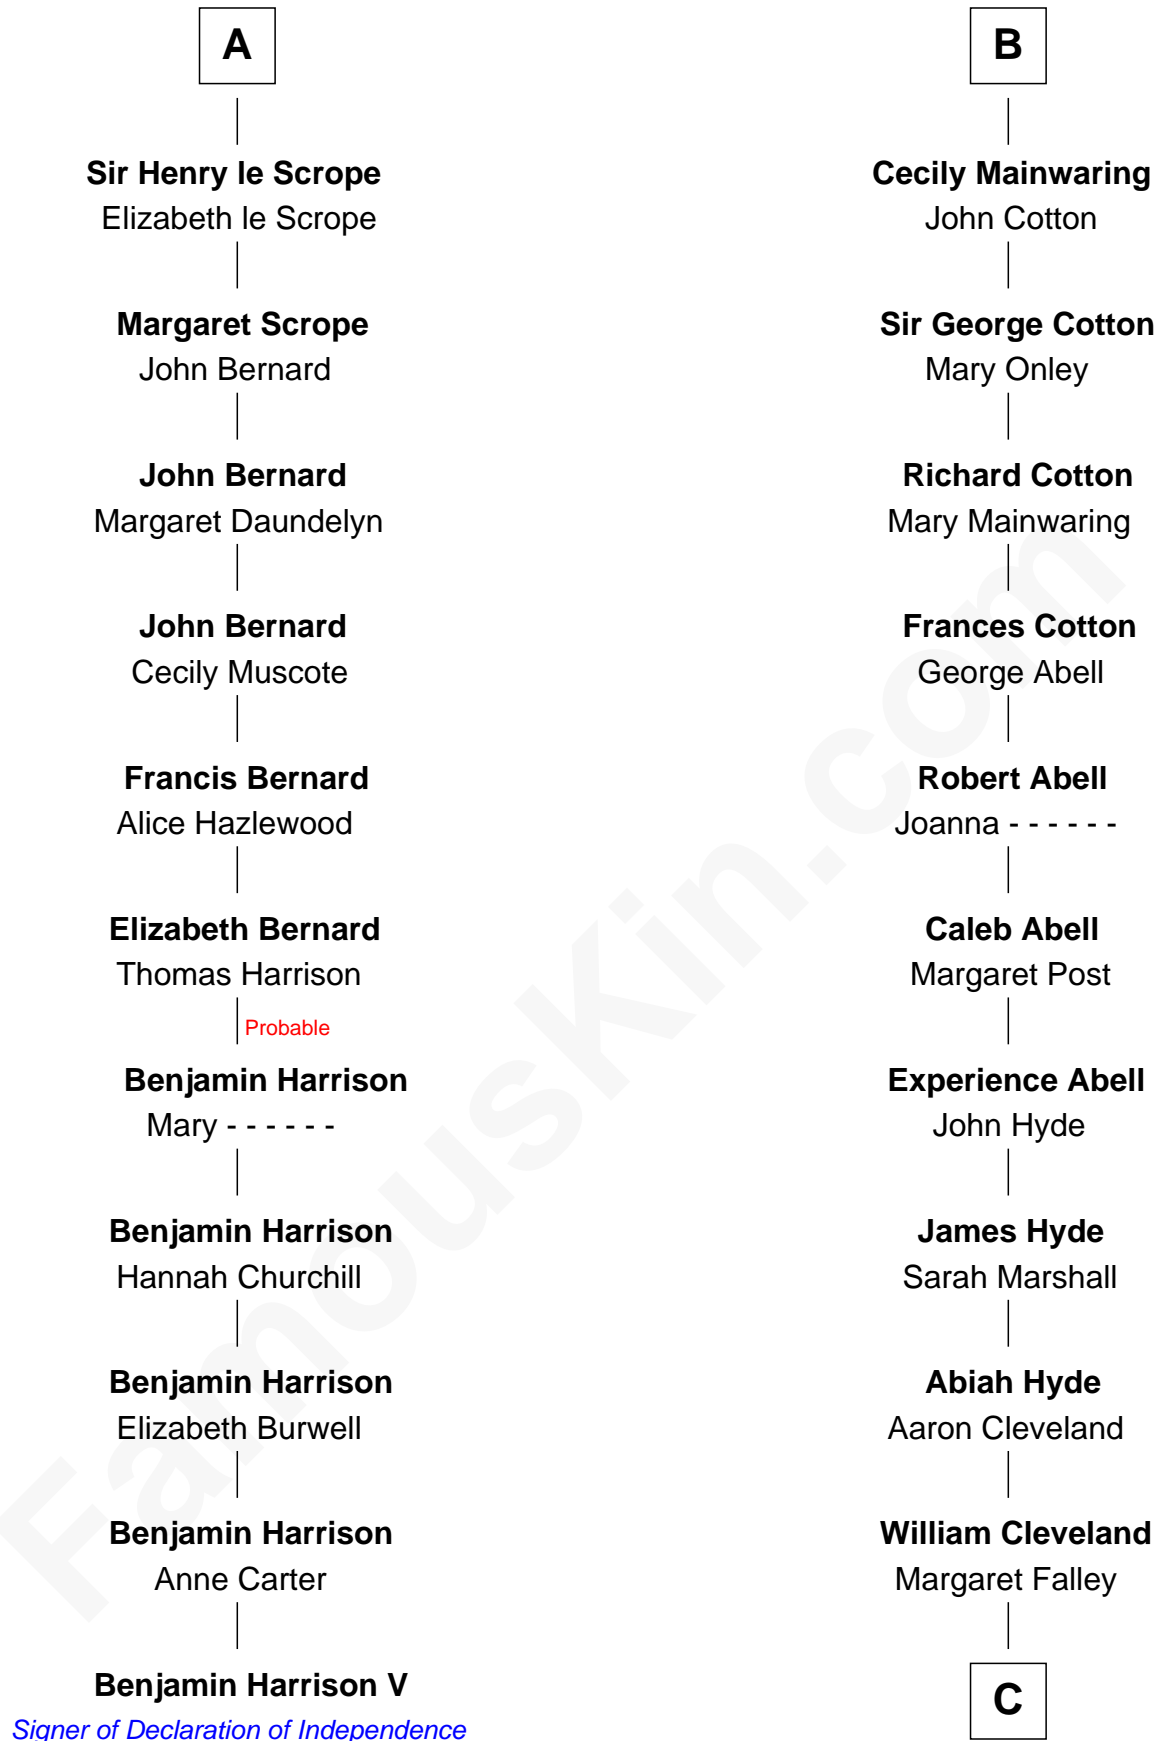 A
Sir Henry le Scrope
Elizabeth le Scrope
Margaret Scrope
John Bernard
John Bernard
Margaret Daundelyn
John Bernard
Cecily Muscote
Francis Bernard
Alice Hazlewood
Elizabeth Bernard
Thomas Harrison
Probable
Benjamin Harrison
Mary - - - - - -
Benjamin Harrison
Hannah Churchill
Benjamin Harrison
Elizabeth Burwell
Benjamin Harrison
Anne Carter
Benjamin Harrison V
Signer of Declaration of Independence
B
Cecily Mainwaring
John Cotton
Sir George Cotton
Mary Onley
Richard Cotton
Mary Mainwaring
Frances Cotton
George Abell
Robert Abell
Joanna - - - - - -
Caleb Abell
Margaret Post
Experience Abell
John Hyde
James Hyde
Sarah Marshall
Abiah Hyde
Aaron Cleveland
William Cleveland
Margaret Falley
C
FamousKin.com